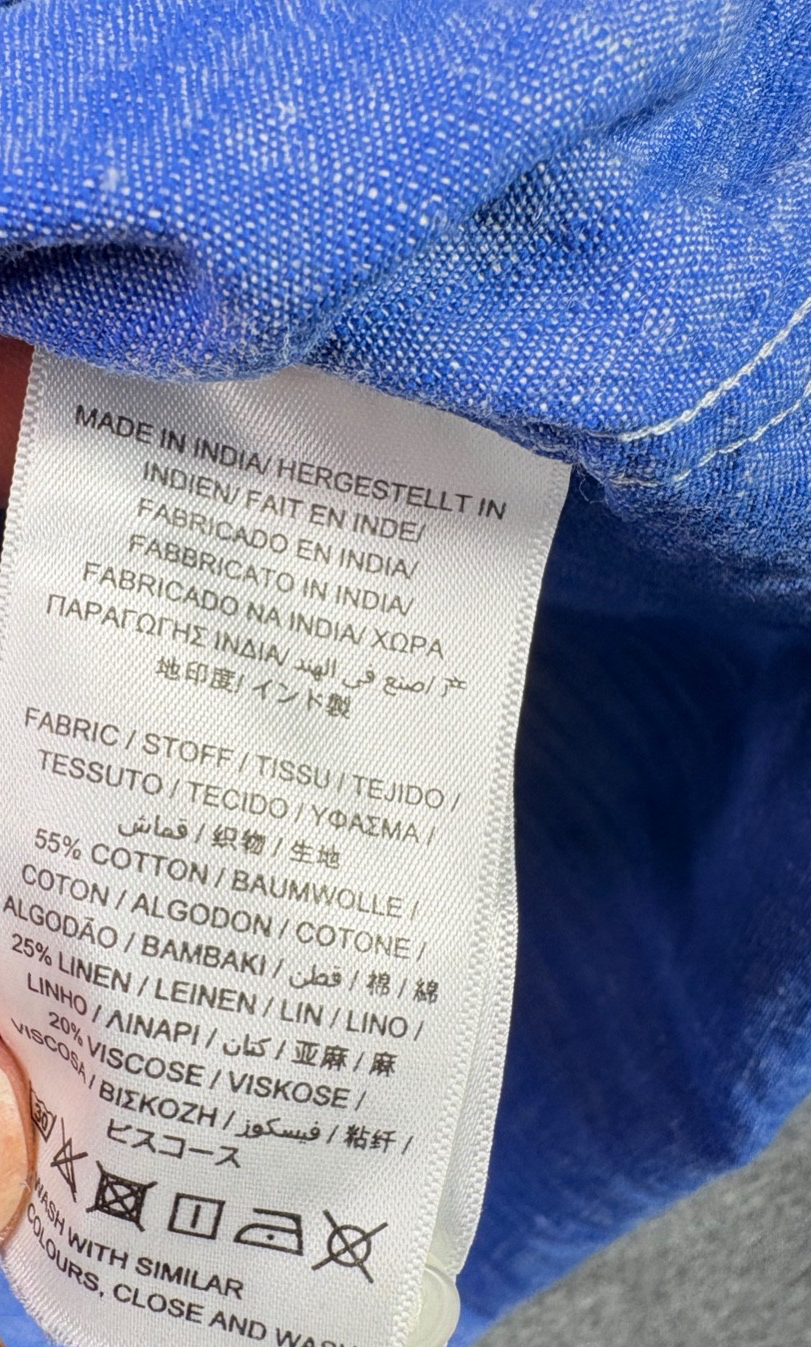 MADE IN INDIA/ HERGESTELLT IN
INDIEN/ FAIT EN INDE/
FABRICADO EN INDIA/
FABBRICATO IN INDIA/
FABRICADO NA INDIA/ ΧΩΡΑ
ΠΑΡΑΓΩΓΗΣ ΙΝΔΙΑ/ صنع في الهند/ 产
地印度/ インド製
FABRIC / STOFF / TISSU / TEJIDO /
TESSUTO / TECIDO / ΥΦΑΣΜΑ /
قماش / 织物 / 生地
55% COTTON / BAUMWOLLE /
COTON / ALGODON / COTONE /
ALGODÃO / BAMBAKI / قطن / 棉 / 綿
25% LINEN / LEINEN / LIN / LINO /
LINHO / ΛΙΝΑΡΙ / كتان / 亚麻 / 麻
20% VISCOSE / VISKOSE /
VISCOSA / ΒΙΣΚΟΖΗ / فيسكوز / 粘纤 /
ビスコース
30
WASH WITH SIMILAR
COLOURS, CLOSE AND WASH